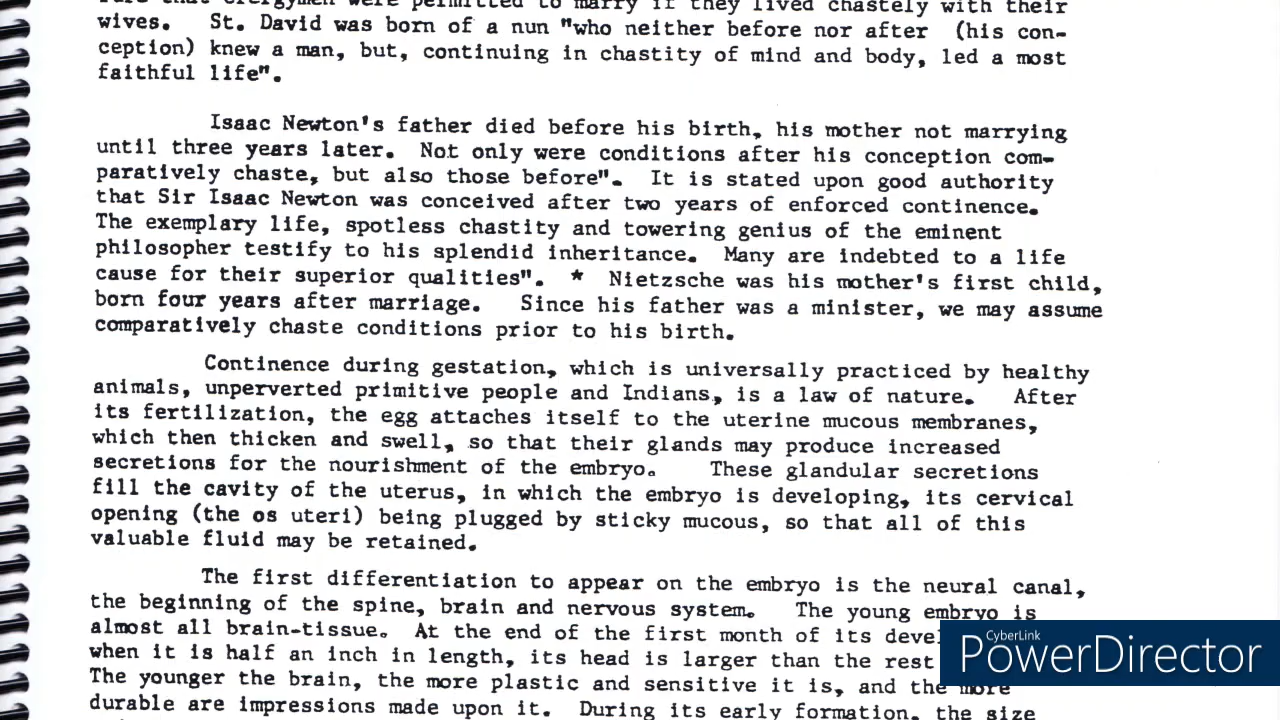 that clergymen were permitted to marry if they lived chastely with their
wives. St. David was born of a nun "who neither before nor after (his con-
ception) knew a man, but, continuing in chastity of mind and body, led a most
faithful life".
Isaac Newton's father died before his birth, his mother not marrying
until three years later. Not only were conditions after his conception com-
paratively chaste, but also those before". It is stated upon good authority
that Sir Isaac Newton was conceived after two years of enforced continence.
The exemplary life, spotless chastity and towering genius of the eminent
philosopher testify to his splendid inheritance. Many are indebted to a life
cause for their superior qualities". * Nietzsche was his mother's first child,
born four years after marriage. Since his father was a minister, we may assume
comparatively chaste conditions prior to his birth.
Continence during gestation, which is universally practiced by healthy
animals, unperverted primitive people and Indians, is a law of nature. After
its fertilization, the egg attaches itself to the uterine mucous membranes,
which then thicken and swell, so that their glands may produce increased
secretions for the nourishment of the embryo. These glandular secretions
fill the cavity of the uterus, in which the embryo is developing, its cervical
opening (the os uteri) being plugged by sticky mucous, so that all of this
valuable fluid may be retained.
The first differentiation to appear on the embryo is the neural canal,
the beginning of the spine, brain and nervous system. The young embryo is
almost all brain-tissue. At the end of the first month of its devel
when it is half an inch in length, its head is larger than the rest
The younger the brain, the more plastic and sensitive it is, and the more
durable are impressions made upon it. During its early formation, the size
CyberLink
PowerDirector